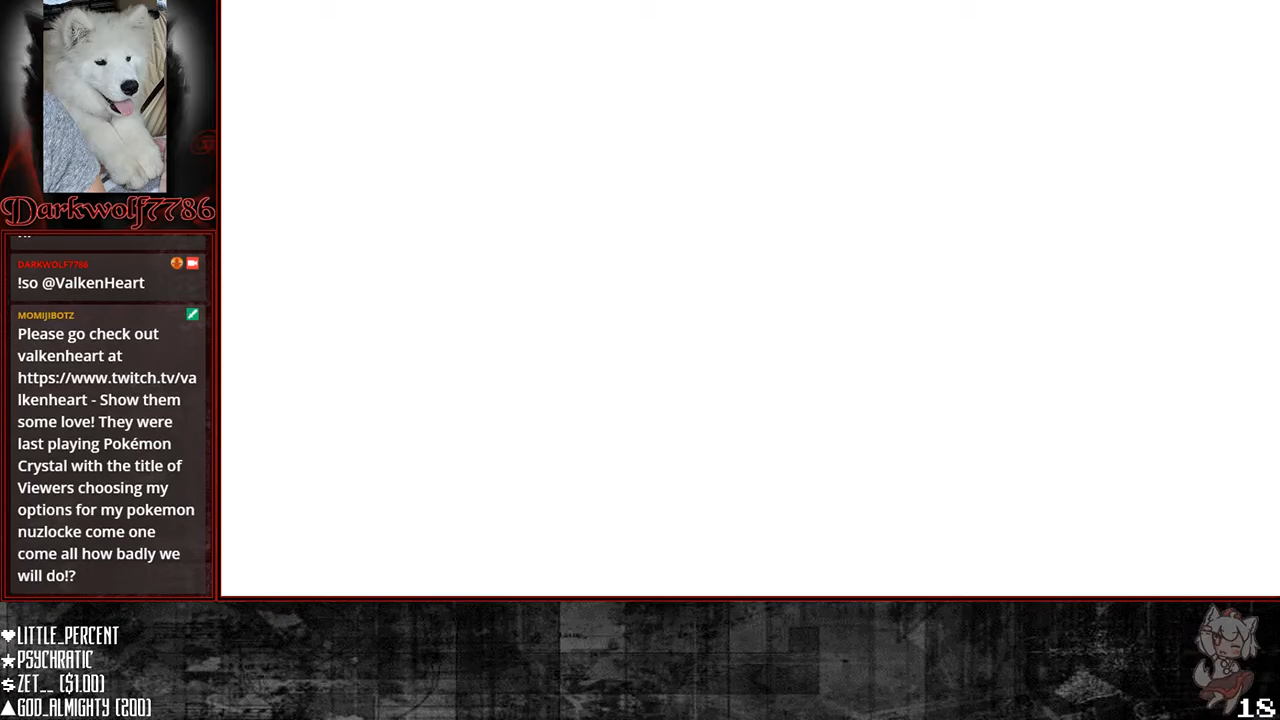 Darkwolf7786
DARKWOLF7786
!so @ValkenHeart
MOMIJIBOTZ
Please go check out
valkenheart at
https://www.twitch.tv/va
lkenheart - Show them
some love! They were
last playing Pokémon
Crystal with the title of
Viewers choosing my
options for my pokemon
nuzlocke come one
come all how badly we
will do!?
LITTLE_PERCENT
PSYCHRATIC
ZET__ ($1.00)
GOD_ALMIGHTY (200)
18